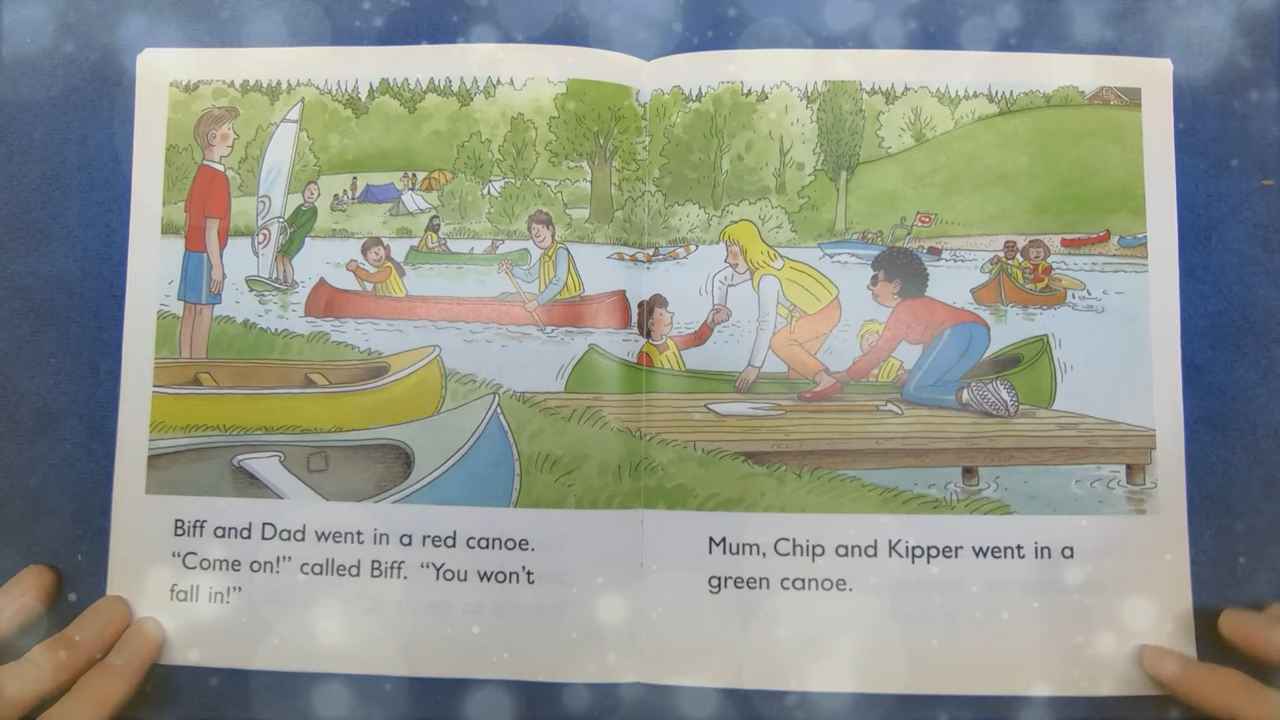 Biff and Dad went in a red canoe.
“Come on!” called Biff. “You won’t
fall in!”
Mum, Chip and Kipper went in a
green canoe.